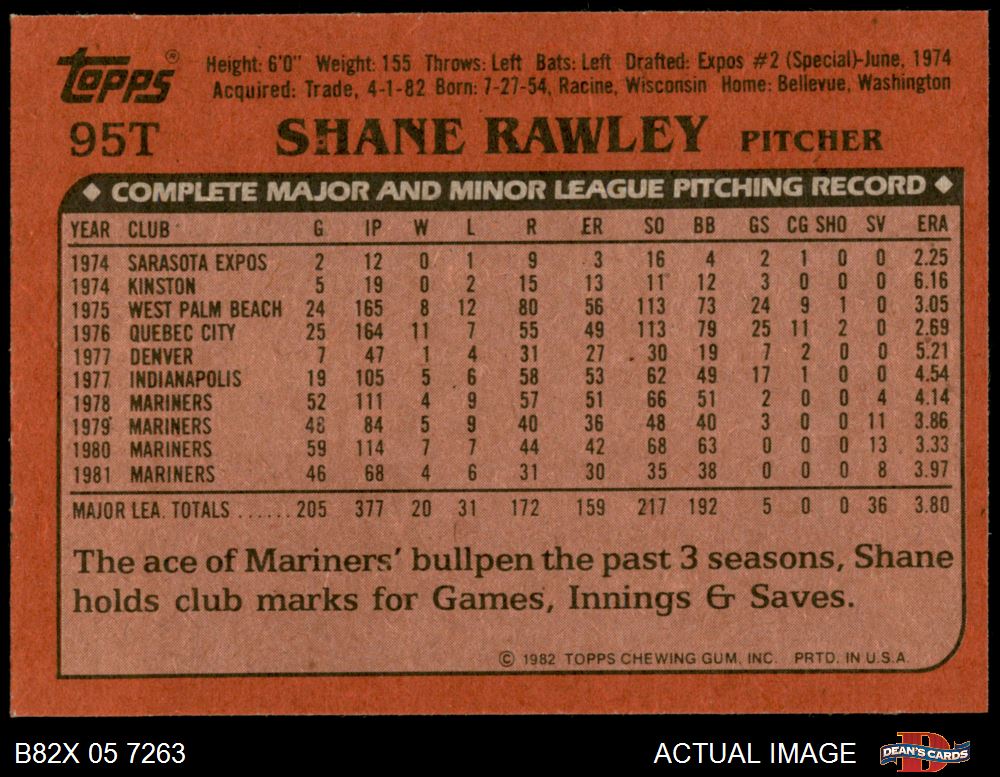 Topps® Height: 6'0" Weight: 155 Throws: Left Bats: Left Drafted: Expos #2 (Special)-June, 1974
Acquired: Trade, 4-1-82 Born: 7-27-54, Racine, Wisconsin Home: Bellevue, Washington
95T SHANE RAWLEY PITCHER
◆ COMPLETE MAJOR AND MINOR LEAGUE PITCHING RECORD ◆
YEAR CLUB G IP W L R ER SO BB GS CG SHO SV ERA
1974 SARASOTA EXPOS 2 12 0 1 9 3 16 4 2 1 0 0 2.25
1974 KINSTON 5 19 0 2 15 13 11 12 3 0 0 0 6.16
1975 WEST PALM BEACH 24 165 8 12 80 56 113 73 24 9 1 0 3.05
1976 QUEBEC CITY 25 164 11 7 55 49 113 79 25 11 2 0 2.69
1977 DENVER 7 47 1 4 31 27 30 19 7 2 0 0 5.21
1977 INDIANAPOLIS 19 105 5 6 58 53 62 49 17 1 0 0 4.54
1978 MARINERS 52 111 4 9 57 51 66 51 2 0 0 4 4.14
1979 MARINERS 48 84 5 9 40 36 48 40 3 0 0 11 3.86
1980 MARINERS 59 114 7 7 44 42 68 63 0 0 0 13 3.33
1981 MARINERS 46 68 4 6 31 30 35 38 0 0 0 8 3.97
MAJOR LEA. TOTALS ...... 205 377 20 31 172 159 217 192 5 0 0 36 3.80
The ace of Mariners' bullpen the past 3 seasons, Shane
holds club marks for Games, Innings & Saves.
© 1982 TOPPS CHEWING GUM, INC. PRTD. IN U.S.A.
B82X 05 7263 ACTUAL IMAGE DEAN'S CARDS